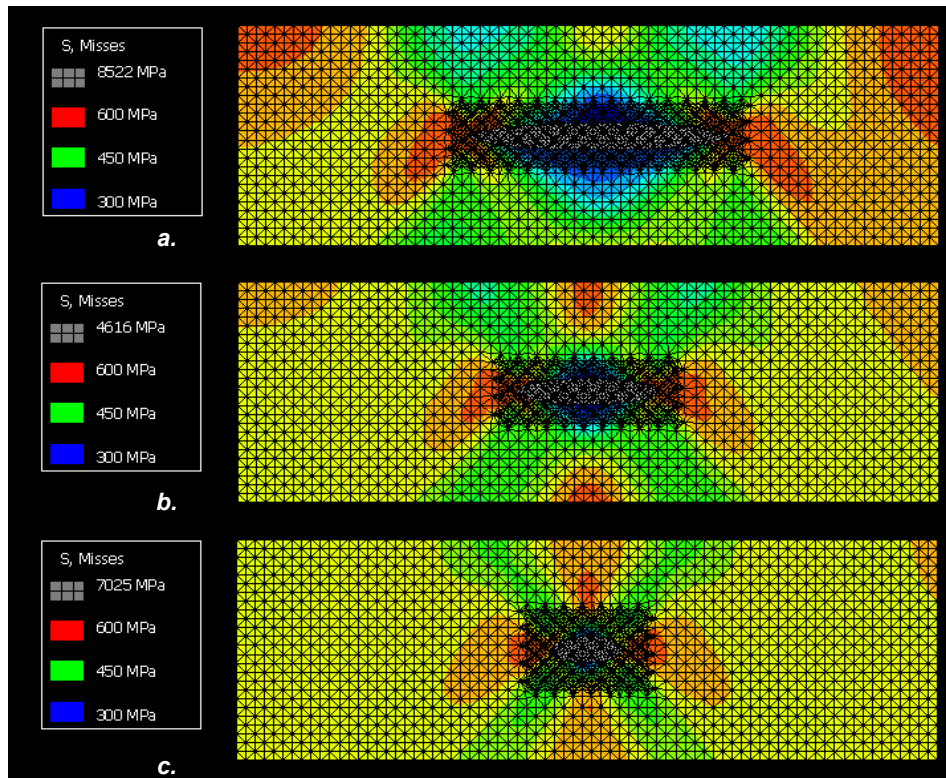 S, Misses
8522 MPa
600 MPa
450 MPa
300 MPa
a.
S, Misses
4616 MPa
600 MPa
450 MPa
300 MPa
b.
S, Misses
7025 MPa
600 MPa
450 MPa
300 MPa
c.